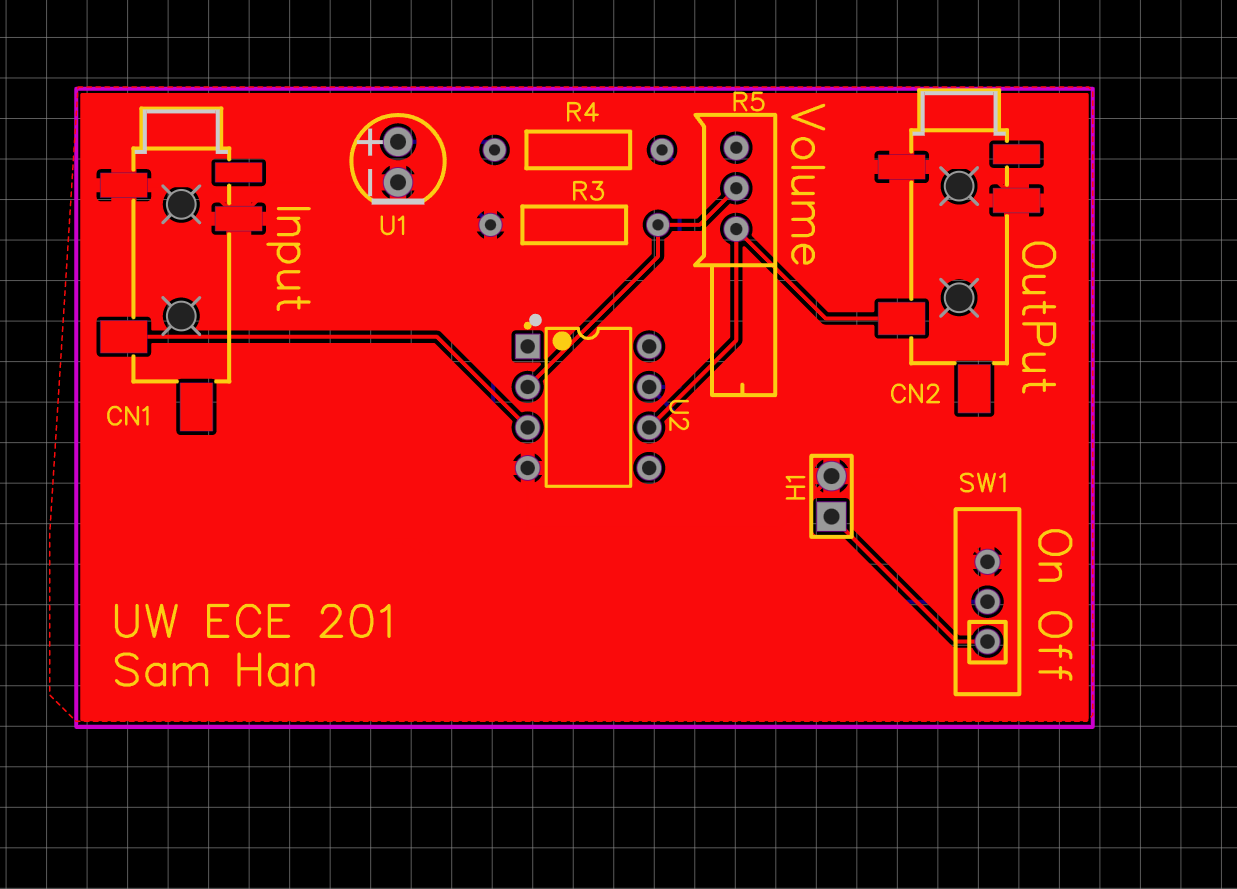 R5
R4
Volume
R3
U1
Input
OutPut
CN1
CN2
U2
H1
SW1
On Off
UW ECE 201
Sam Han